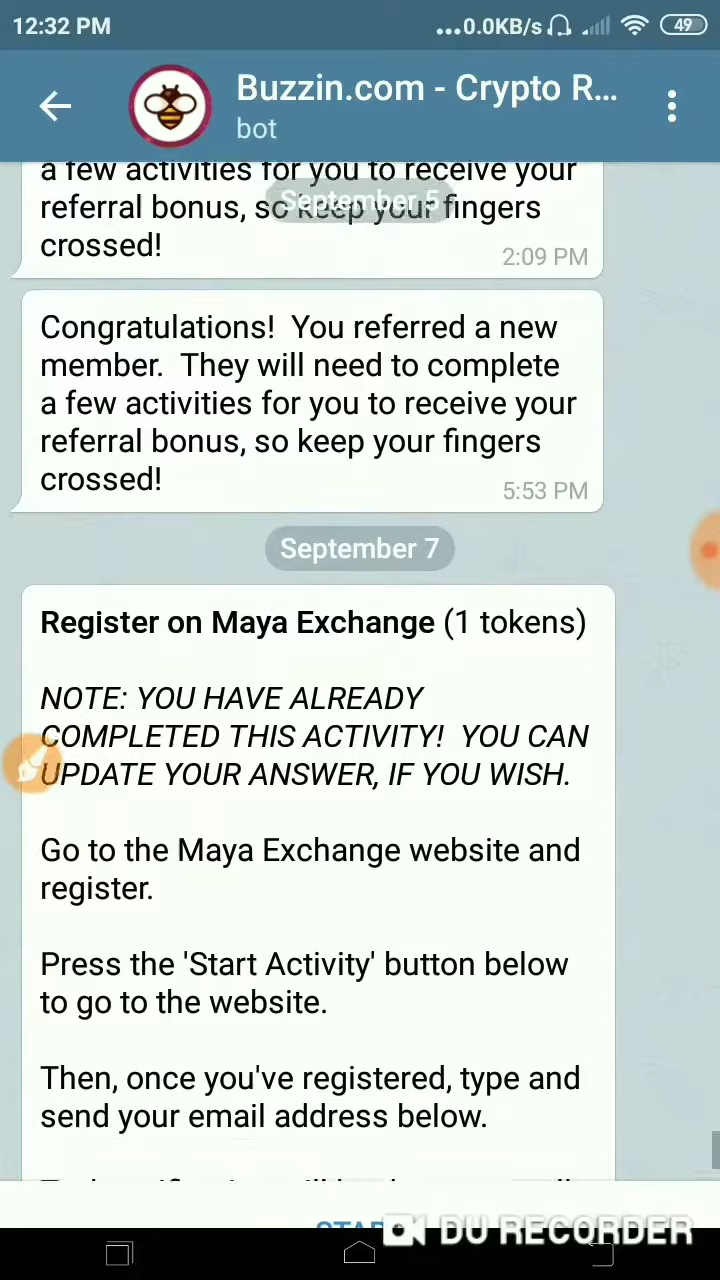 12:32 PM
...0.0KB/s
49
Buzzin.com - Crypto R...
bot
a few activities for you to receive your
September 5
referral bonus, so keep your fingers
crossed!
2:09 PM
Congratulations!  You referred a new
member.  They will need to complete
a few activities for you to receive your
referral bonus, so keep your fingers
crossed!
5:53 PM
September 7
Register on Maya Exchange (1 tokens)
NOTE: YOU HAVE ALREADY
COMPLETED THIS ACTIVITY!  YOU CAN
UPDATE YOUR ANSWER, IF YOU WISH.
Go to the Maya Exchange website and
register.
Press the 'Start Activity' button below
to go to the website.
Then, once you've registered, type and
send your email address below.
DU RECORDER